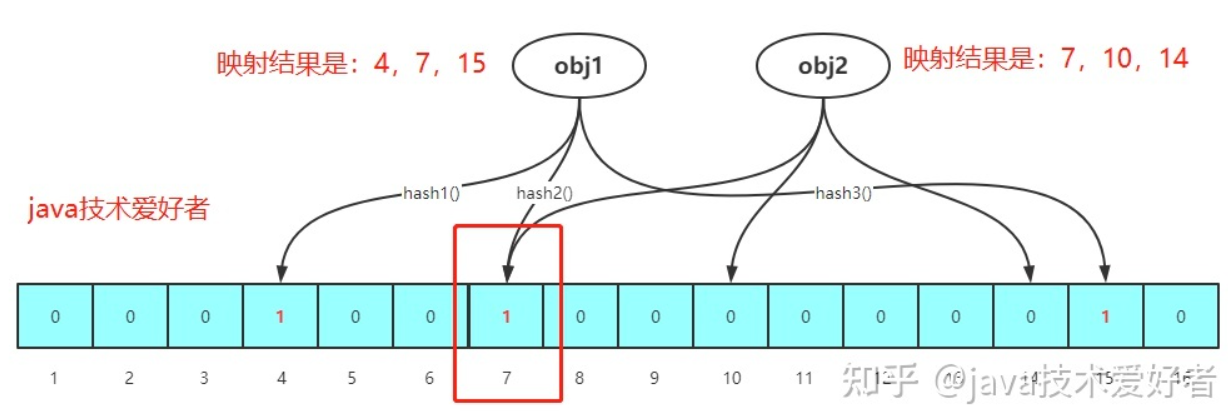 映射结果是：4，7，15
obj1
obj2
映射结果是：7，10，14
hash1()
hash2()
hash3()
java技术爱好者
0 0 0 1 0 0 1 0 0 0 0 0 0 0 1 0
1 2 3 4 5 6 7 8 9 10 11 12 13 14 15 16
知乎 @java技术爱好者